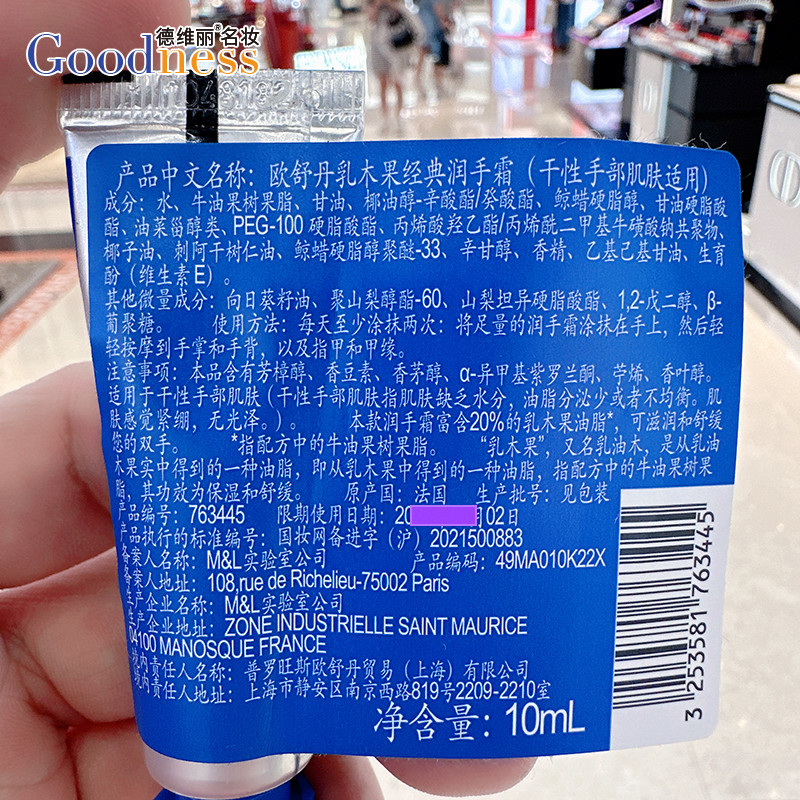 德维丽®名妆
Goodness
产品中文名称：欧舒丹乳木果经典润手霜（干性手部肌肤适用）
成分：水、牛油果树果脂、甘油、椰油醇-辛酸酯/癸酸酯、鲸蜡硬脂醇、甘油硬脂酸
酯、油菜甾醇类、PEG-100 硬脂酸酯、丙烯酸羟乙酯/丙烯酰二甲基牛磺酸钠共聚物、
椰子油、刺阿干树仁油、鲸蜡硬脂醇聚醚-33、辛甘醇、香精、乙基己基甘油、生育
酚（维生素E）。
其他微量成分：向日葵籽油、聚山梨醇酯-60、山梨坦异硬脂酸酯、1,2-戊二醇、β-
葡聚糖。 使用方法：每天至少涂抹两次：将足量的润手霜涂抹在手上，然后轻
轻按摩到手掌和手背，以及指甲和甲缘。
注意事项：本品含有芳樟醇、香豆素、香茅醇、α-异甲基紫罗兰酮、苧烯、香叶醇。
适用于干性手部肌肤（干性手部肌肤指肌肤缺乏水分，油脂分泌少或者不均衡。肌
肤感觉紧绷，无光泽。）。 本款润手霜富含20%的乳木果油脂*，可滋润和舒缓
您的双手。 *指配方中的牛油果树果脂。 “乳木果”，又名乳油木，是从乳油
木果实中得到的一种油脂，即从乳木果中得到的一种油脂，指配方中的牛油果树果
脂，其功效为保湿和舒缓。 原产国：法国 生产批号：见包装
产品编号：763445 限期使用日期：20 月02日
产品执行的标准编号：国妆网备进字（沪）2021500883
备案人名称：M&L实验室公司 产品编码：49MA010K22X
备案人地址：108,rue de Richelieu-75002 Paris
生产企业名称：M&L实验室公司
生产企业地址：ZONE INDUSTRIELLE SAINT MAURICE
04100 MANOSQUE FRANCE
境内责任人名称：普罗旺斯欧舒丹贸易（上海）有限公司
境内责任人地址：上海市静安区南京西路819号2209-2210室
净含量：10mL
3 253581 763445